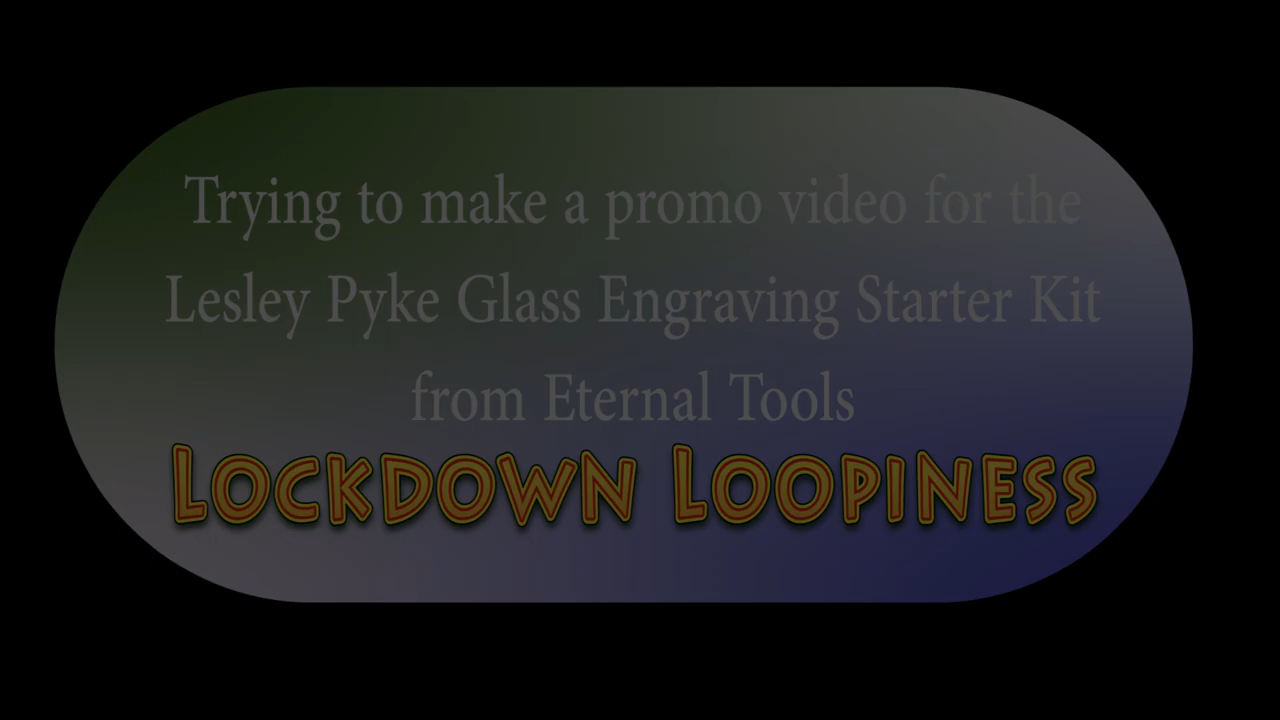 Trying to make a promo video for the
Lesley Pyke Glass Engraving Starter Kit
from Eternal Tools
LOCKDOWN LOOPINESS